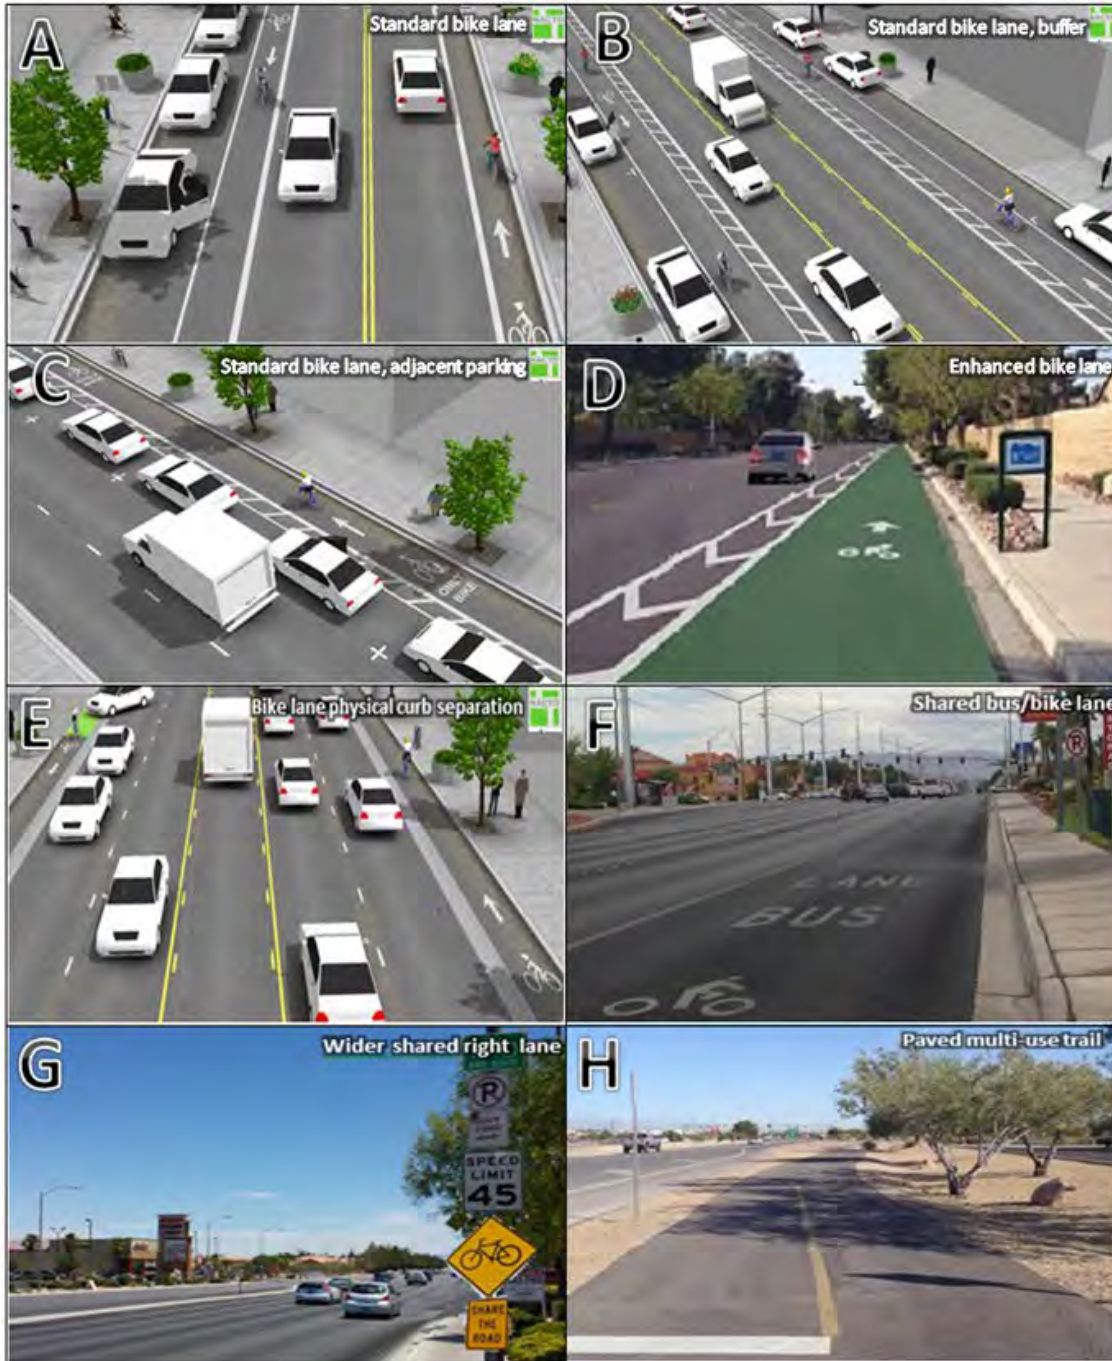 A
Standard bike lane
B
Standard bike lane, buffer
C
Standard bike lane, adjacent parking
ONLY
BIKE
D
Enhanced bike lane
E
Bike lane physical curb separation
F
Shared bus/bike lane
P
LANE
BUS
G
Wider shared right lane
P
SPEED
LIMIT
45
SHARE
THE
ROAD
H
Paved multi-use trail